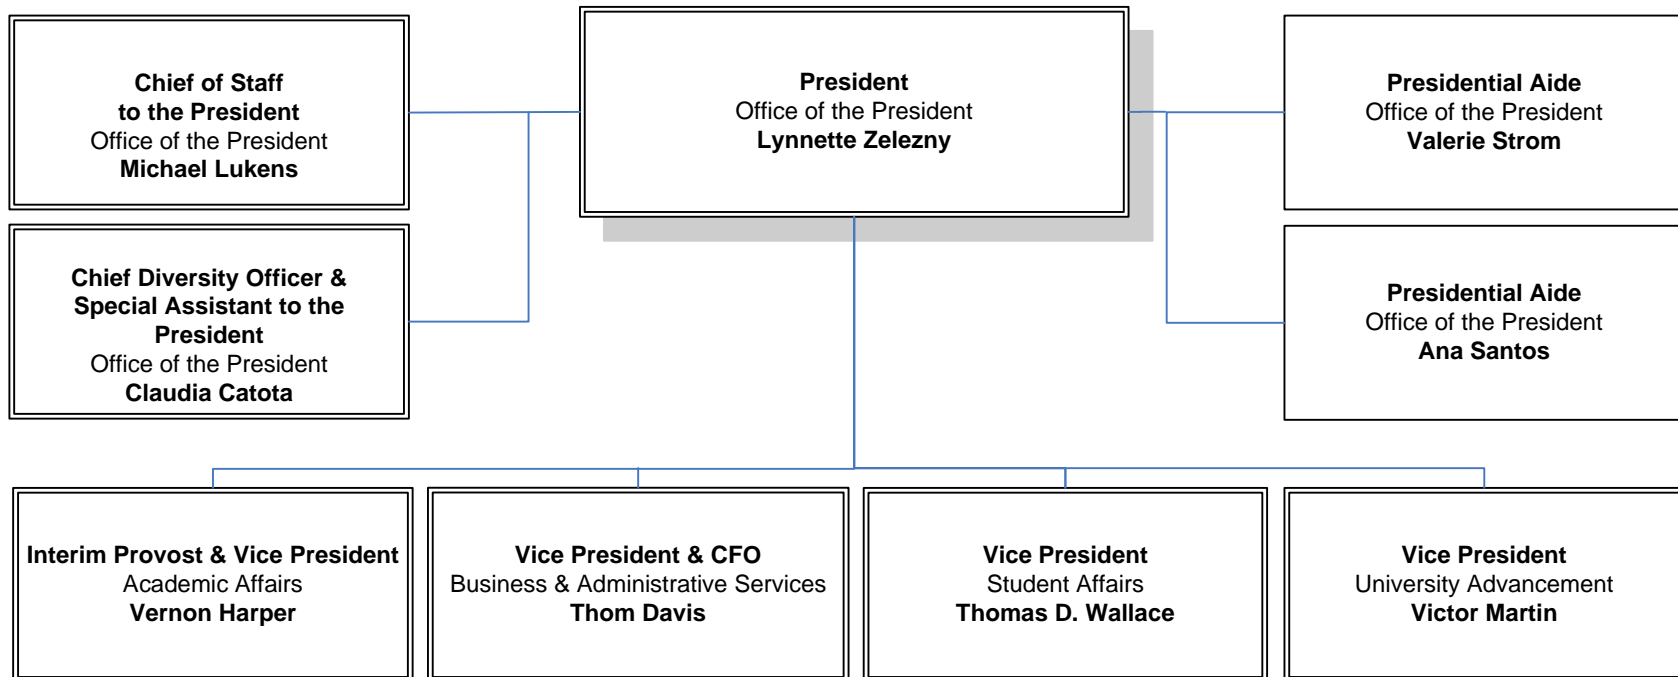 Chief of Staff
to the President
Office of the President
Michael Lukens
President
Office of the President
Lynnette Zelezny
Presidential Aide
Office of the President
Valerie Strom
Chief Diversity Officer &
Special Assistant to the
President
Office of the President
Claudia Catota
Presidential Aide
Office of the President
Ana Santos
Interim Provost & Vice President
Academic Affairs
Vernon Harper
Vice President & CFO
Business & Administrative Services
Thom Davis
Vice President
Student Affairs
Thomas D. Wallace
Vice President
University Advancement
Victor Martin